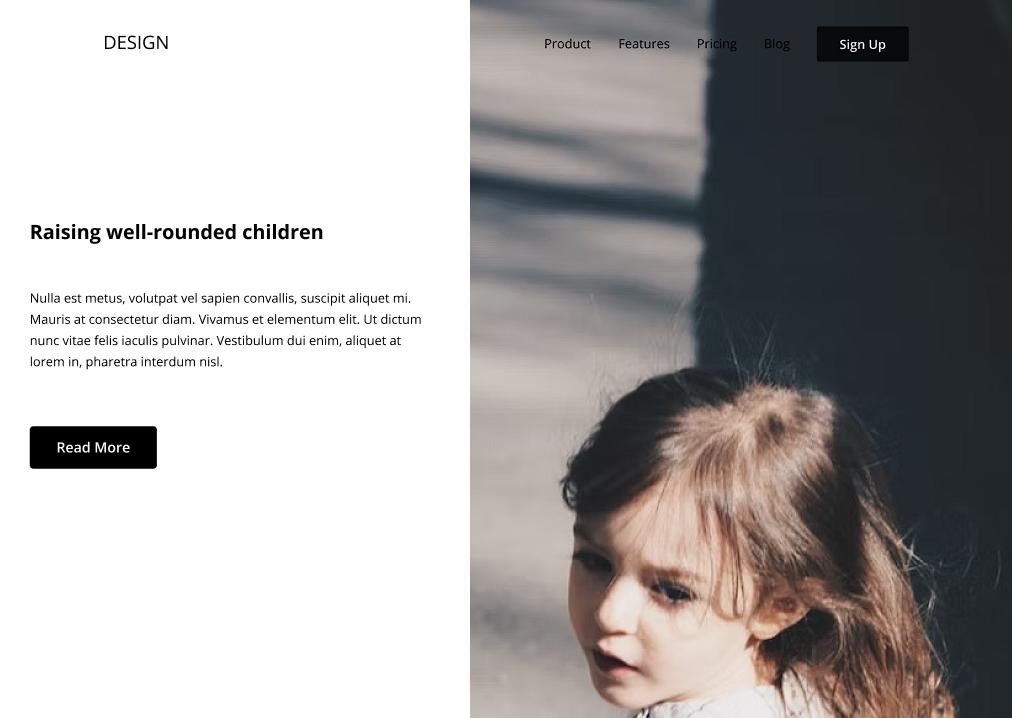 DESIGN
Product Features Pricing Blog Sign Up
Raising well-rounded children
Nulla est metus, volutpat vel sapien convallis, suscipit aliquet mi.
Mauris at consectetur diam. Vivamus et elementum elit. Ut dictum
nunc vitae felis iaculis pulvinar. Vestibulum dui enim, aliquet at
lorem in, pharetra interdum nisl.
Read More